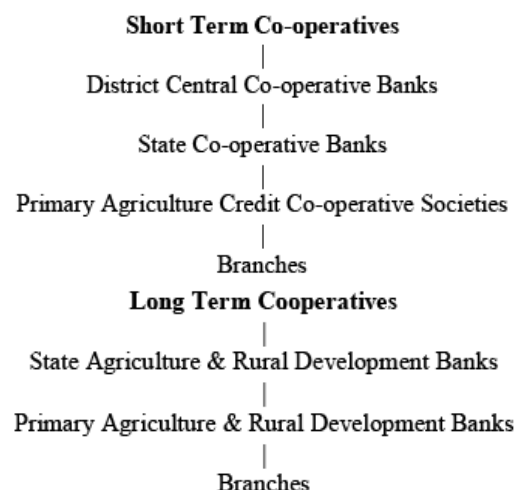 Short Term Co-operatives
District Central Co-operative Banks
State Co-operative Banks
Primary Agriculture Credit Co-operative Societies
Branches
Long Term Cooperatives
State Agriculture & Rural Development Banks
Primary Agriculture & Rural Development Banks
Branches